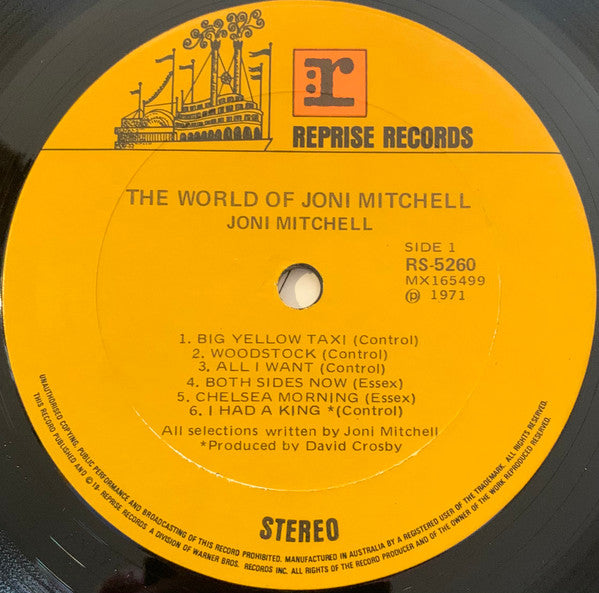 :r
REPRISE RECORDS
THE WORLD OF JONI MITCHELL
JONI MITCHELL
SIDE 1
RS-5260
MX165499
℗ 1971
1. BIG YELLOW TAXI (Control)
2. WOODSTOCK (Control)
3. ALL I WANT (Control)
4. BOTH SIDES NOW (Essex)
5. CHELSEA MORNING (Essex)
6. I HAD A KING *(Control)
All selections written by Joni Mitchell
*Produced by David Crosby
STEREO
UNAUTHORISED COPYING, PUBLIC PERFORMANCE AND BROADCASTING OF THIS RECORD PROHIBITED. MANUFACTURED IN AUSTRALIA BY A REGISTERED USER OF THE TRADEMARK. ALL RIGHTS RESERVED.
THIS RECORD PUBLISHED AND © 19- REPRISE RECORDS A DIVISION OF WARNER BROS. RECORDS INC. ALL RIGHTS OF THE RECORD PRODUCER AND OF THE OWNER OF THE WORK REPRODUCED RESERVED.